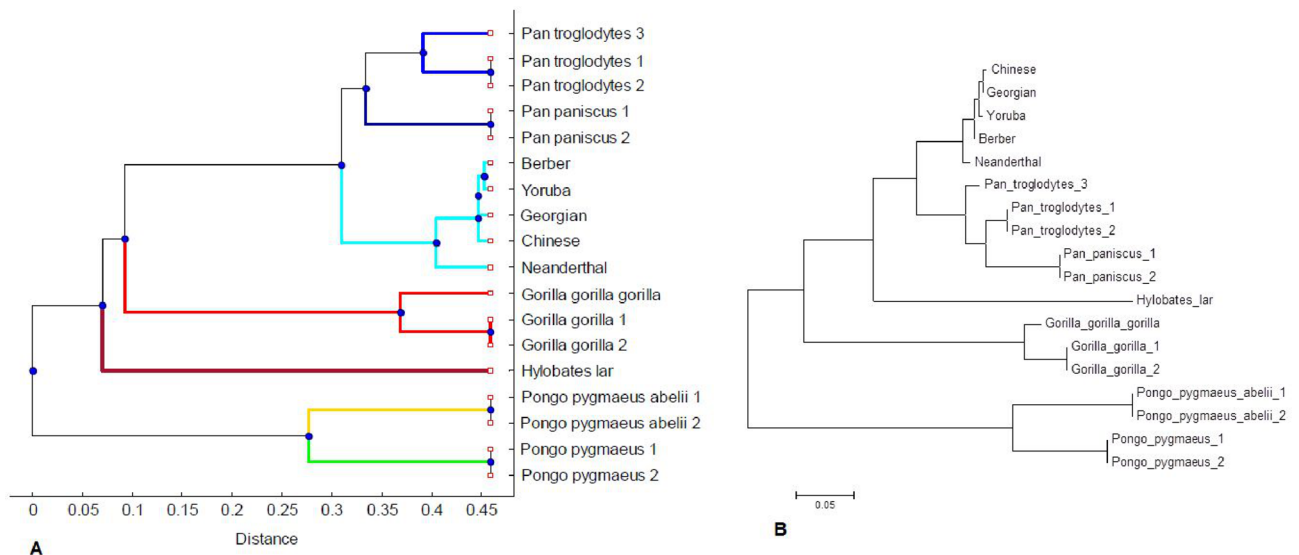 Pan troglodytes 3
Pan troglodytes 1
Pan troglodytes 2
Pan paniscus 1
Pan paniscus 2
Berber
Yoruba
Georgian
Chinese
Neanderthal
Gorilla gorilla gorilla
Gorilla gorilla 1
Gorilla gorilla 2
Hylobates lar
Pongo pygmaeus abelii 1
Pongo pygmaeus abelii 2
Pongo pygmaeus 1
Pongo pygmaeus 2
0 0.05 0.1 0.15 0.2 0.25 0.3 0.35 0.4 0.45
Distance
A
Chinese
Georgian
Yoruba
Berber
Neanderthal
Pan_troglodytes_3
Pan_troglodytes_1
Pan_troglodytes_2
Pan_paniscus_1
Pan_paniscus_2
Hylobates_lar
Gorilla_gorilla_gorilla
Gorilla_gorilla_1
Gorilla_gorilla_2
Pongo_pygmaeus_abelii_1
Pongo_pygmaeus_abelii_2
Pongo_pygmaeus_1
Pongo_pygmaeus_2
0.05
B